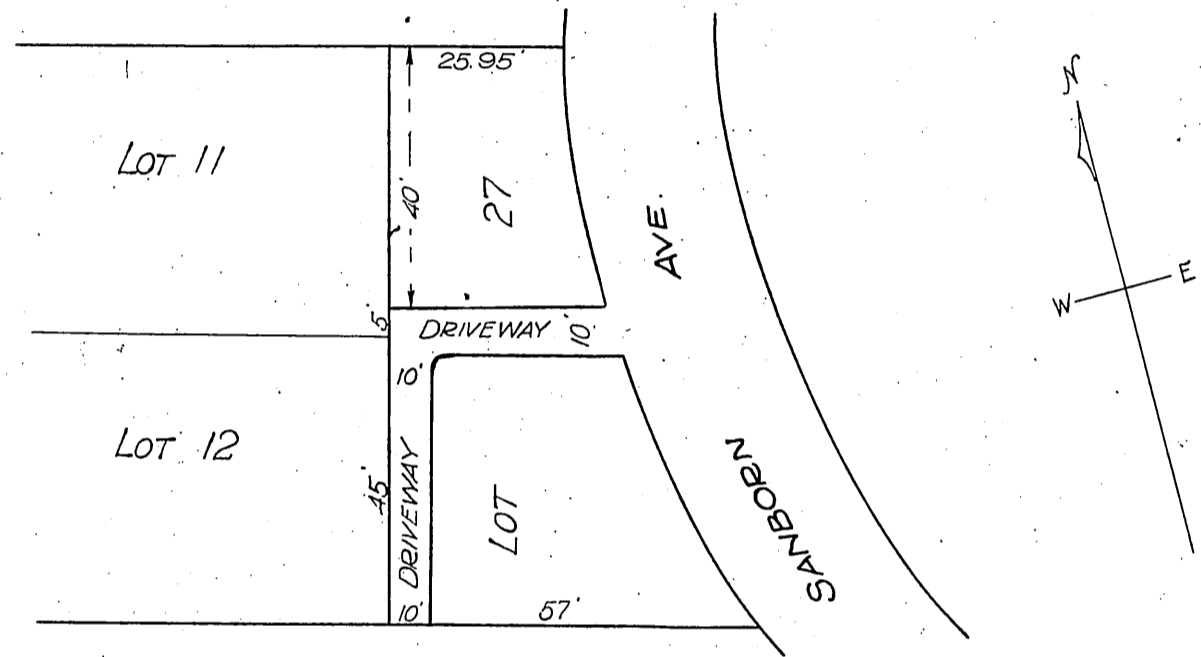 25.95'
LOT 11
40'
27
AVE.
N
W
E
5'
DRIVEWAY
10'
10'
LOT 12
45'
DRIVEWAY
LOT
SANBORN
10'
57'